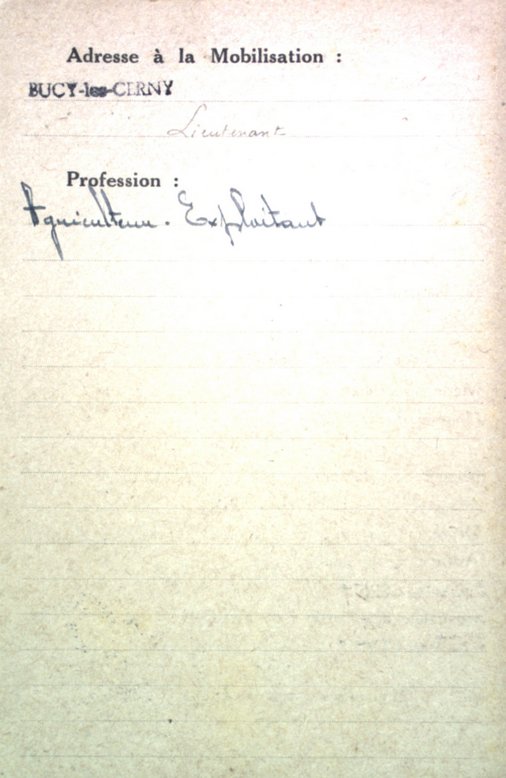 Adresse à la Mobilisation :
BUCY-les-CERNY
Lieutenant
Profession :
Agriculteur. Exploitant